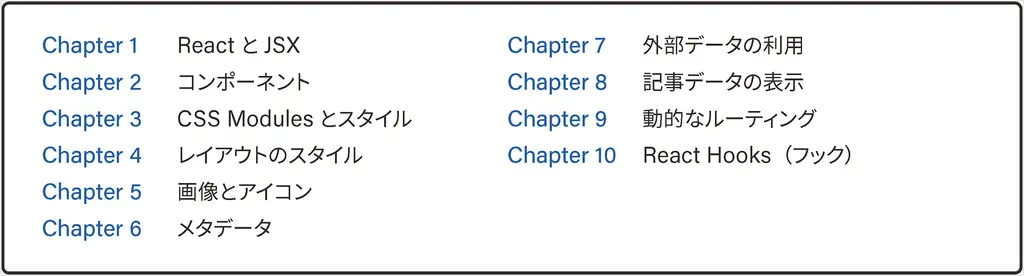 Chapter 1 React と JSX
Chapter 2 コンポーネント
Chapter 3 CSS Modules とスタイル
Chapter 4 レイアウトのスタイル
Chapter 5 画像とアイコン
Chapter 6 メタデータ
Chapter 7 外部データの利用
Chapter 8 記事データの表示
Chapter 9 動的なルーティング
Chapter 10 React Hooks（フック）